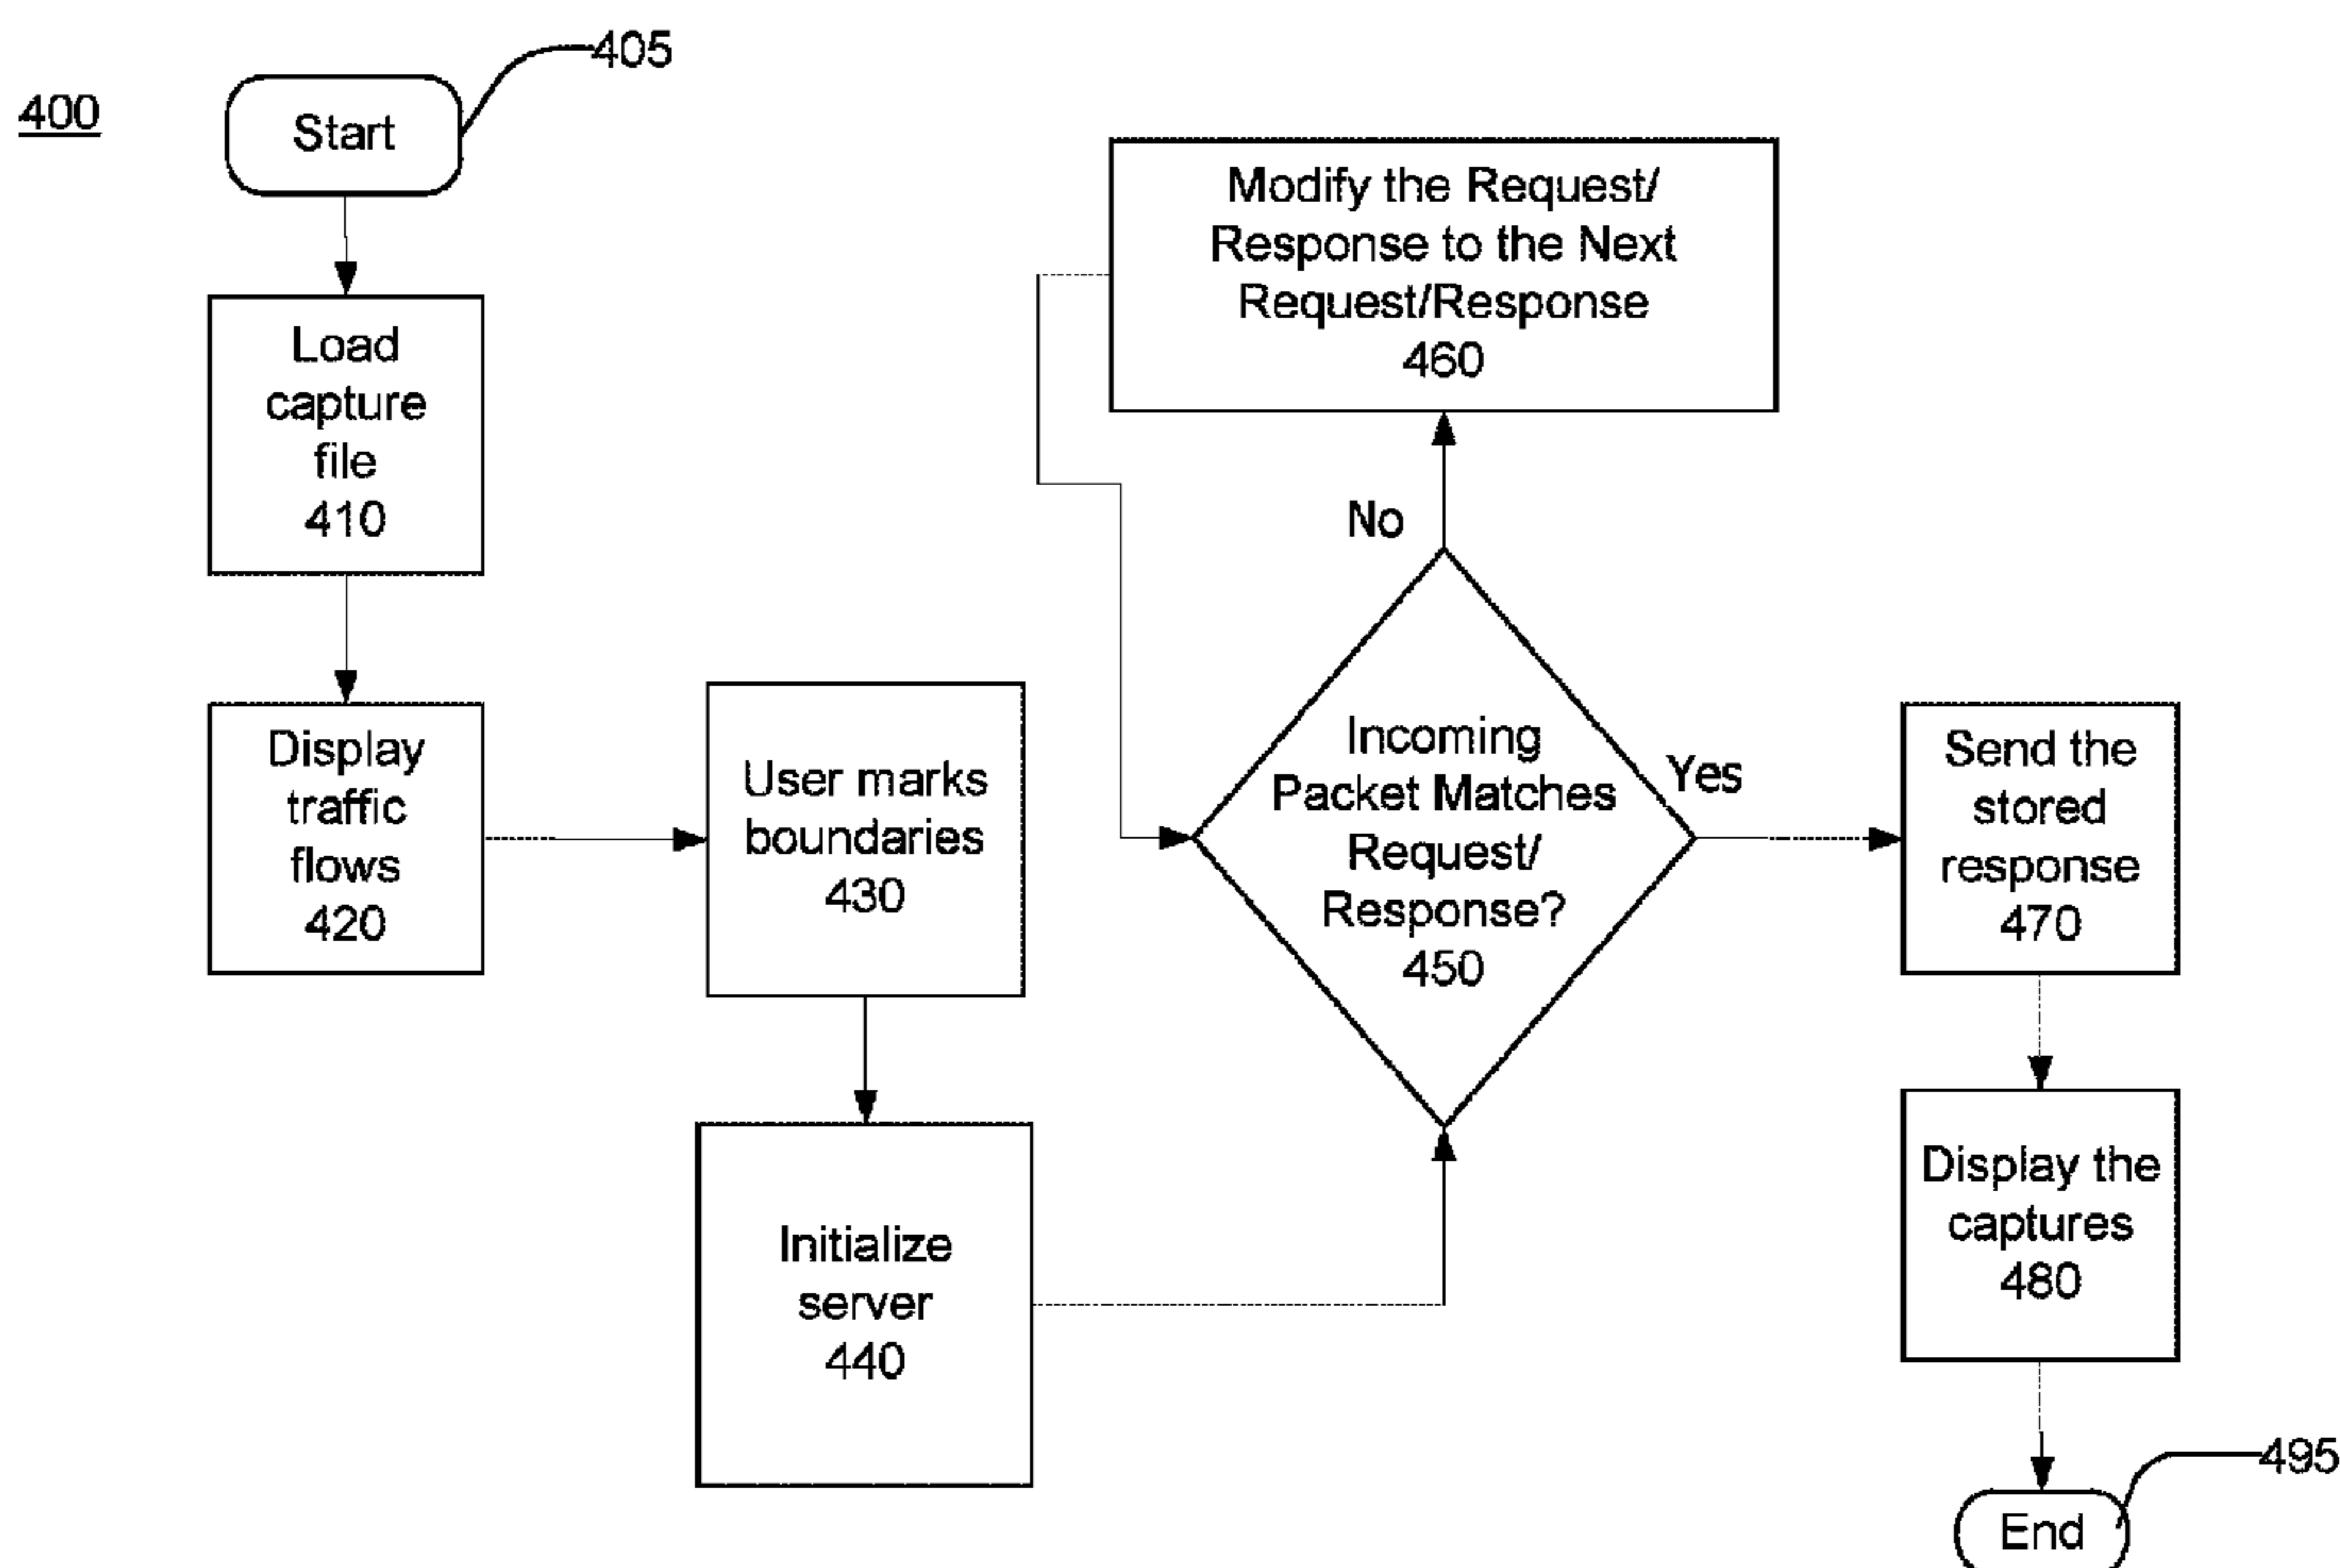 400
Start
405
Load
capture
file
410
Display
traffic
flows
420
User marks
boundaries
430
Initialize
server
440
Modify the Request/
Response to the Next
Request/Response
460
No
Incoming
Packet Matches
Request/
Response?
450
Yes
Send the
stored
response
470
Display the
captures
480
495
End